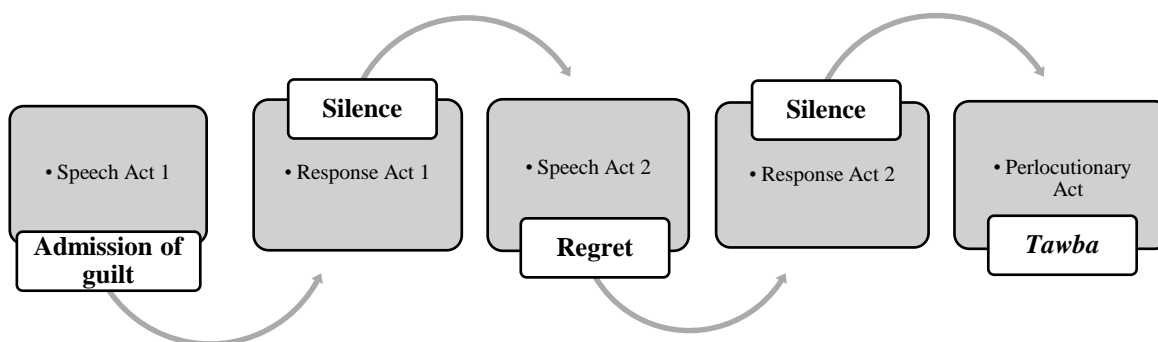 • Speech Act 1
Admission of
guilt
Silence
• Response Act 1
• Speech Act 2
Regret
Silence
• Response Act 2
• Perlocutionary
Act
Tawba